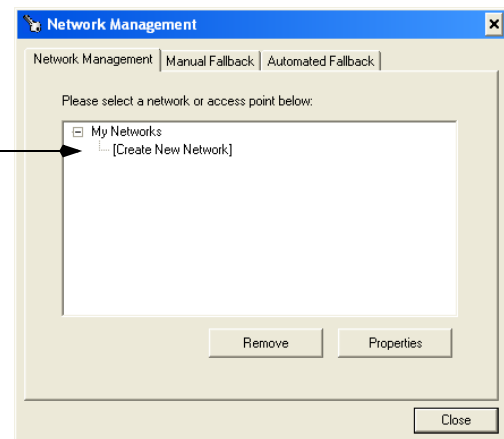 Network Management
Network Management Manual Fallback Automated Fallback
Please select a network or access point below:
My Networks
[Create New Network]
Remove Properties
Close